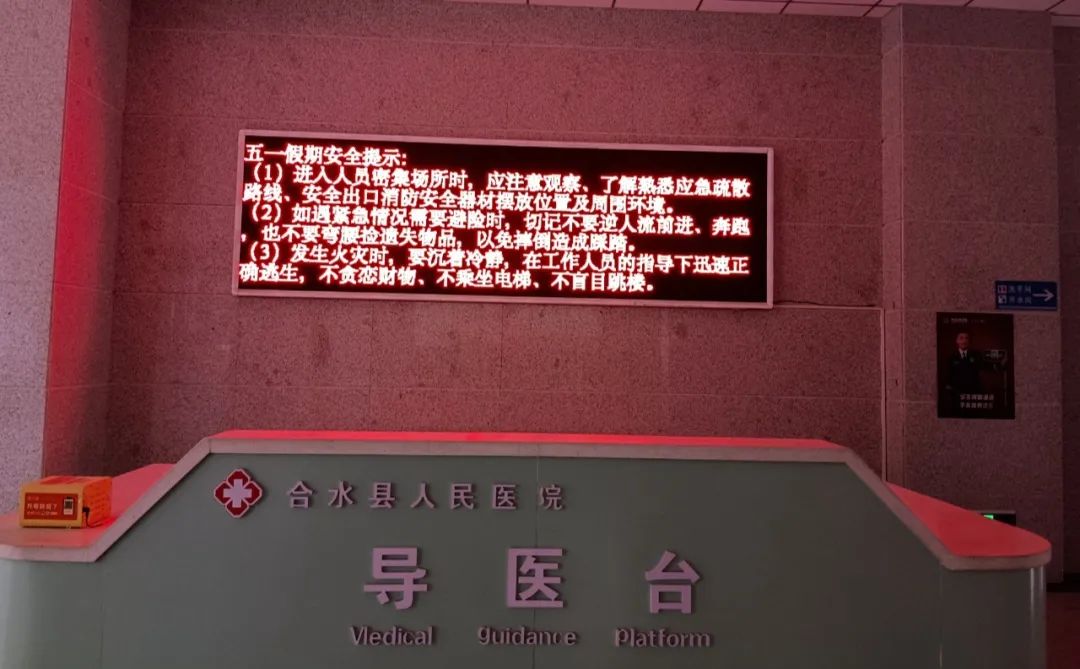 五一假期安全提示:
（1）进入人员密集场所时，应注意观察、了解熟悉应急疏散
路线、安全出口消防安全器材摆放位置及周围环境。
（2）如遇紧急情况需要避险时，切记不要逆人流前进、奔跑
，也不要弯腰捡遗失物品，以免摔倒造成踩踏。
（3）发生火灾时，要沉着冷静，在工作人员的指导下迅速正
确逃生，不贪恋财物、不乘坐电梯、不盲目跳楼。
洗手间
开水间
合水县人民医院
导医台
Medical guidance Platform